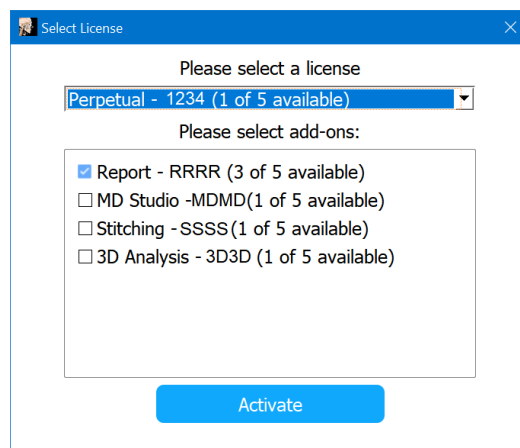 Select License
Please select a license
Perpetual - 1234 (1 of 5 available)
Please select add-ons:
Report - RRRR (3 of 5 available)
MD Studio -MDMD(1 of 5 available)
Stitching -SSSS(1 of 5 available)
3D Analysis - 3D3D (1 of 5 available)
Activate